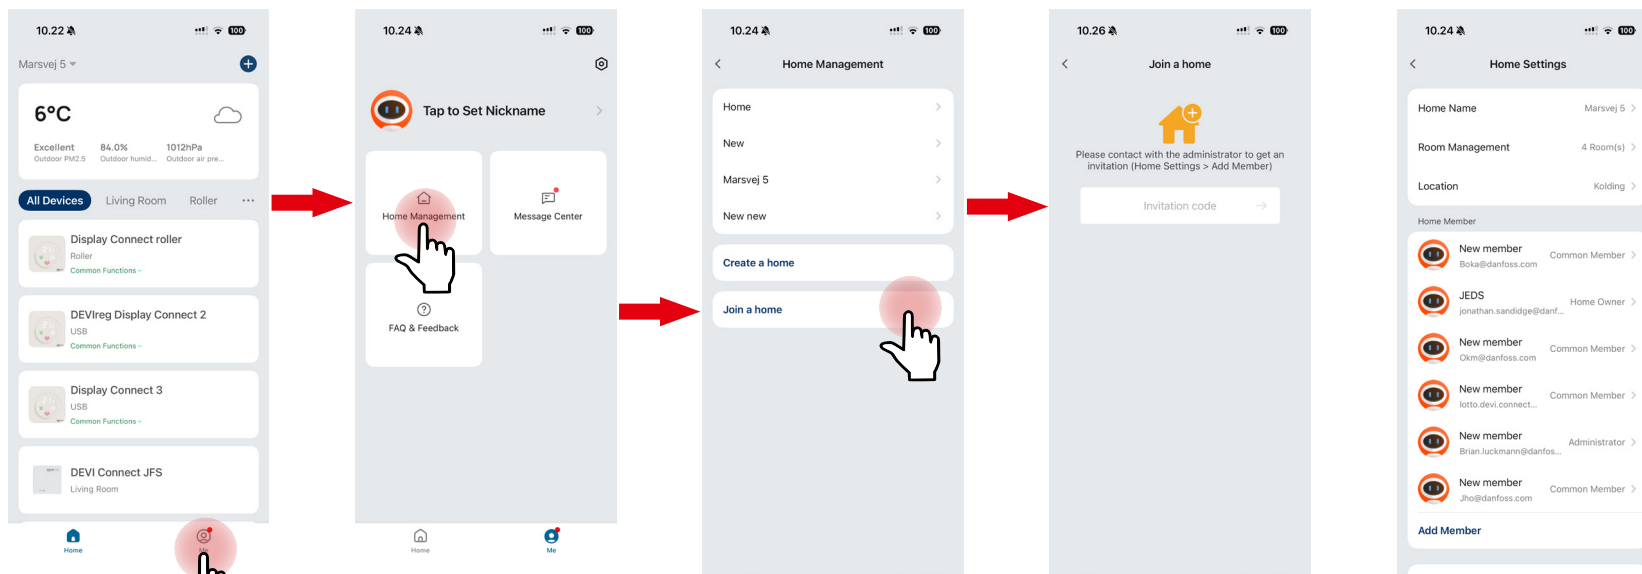 10.22
100
Marsvej 5
6°C
Excellent 84.0% 1012hPa
Outdoor PM2.5 Outdoor humid... Outdoor air pre...
All Devices Living Room Roller ...
Display Connect roller
Roller
Common Functions
DEVIreg Display Connect 2
USB
Common Functions
Display Connect 3
USB
Common Functions
DEVI Connect JFS
Living Room
Home Me
10.24
100
Tap to Set Nickname
Home Management Message Center
FAQ & Feedback
Home Me
10.24
100
Home Management
Home
New
Marsvej 5
New new
Create a home
Join a home
10.26
100
Join a home
Please contact with the administrator to get an
invitation (Home Settings > Add Member)
Invitation code
10.24
100
Home Settings
Home Name Marsvej 5
Room Management 4 Room(s)
Location Kolding
Home Member
New member Common Member
Boka@danfoss.com
JEDS Home Owner
jonathan.sandidge@danf...
New member Common Member
Okm@danfoss.com
New member Common Member
lotto.devi.connect...
New member Administrator
Brian.luckmann@danfos...
New member Common Member
Jho@danfoss.com
Add Member